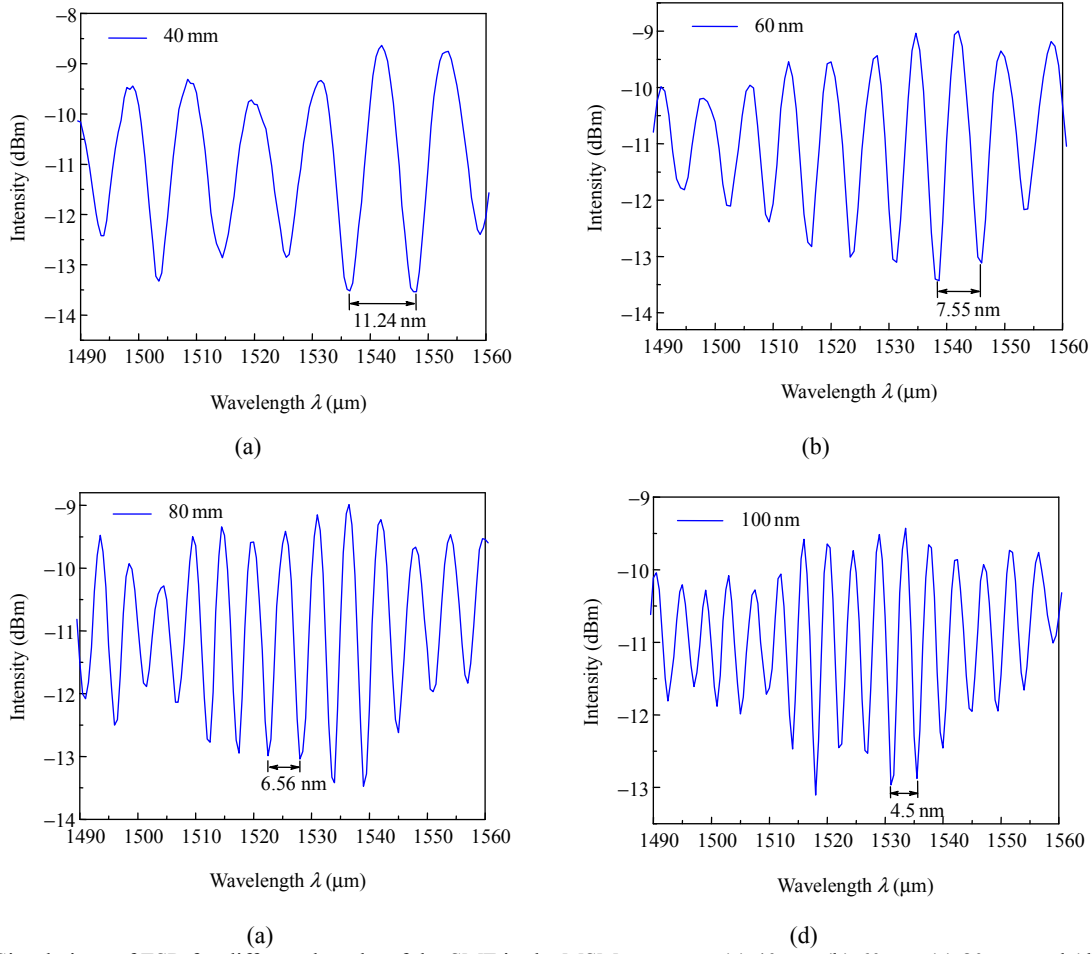 40 mm
−8
−9
−10
−11
−12
−13
−14
Intensity (dBm)
11.24 nm
1490 1500 1510 1520 1530 1540 1550 1560
Wavelength λ (μm)
(a)
60 nm
−9
−10
−11
−12
−13
−14
Intensity (dBm)
7.55 nm
1490 1500 1510 1520 1530 1540 1550 1560
Wavelength λ (μm)
(b)
80 mm
−9
−10
−11
−12
−13
−14
Intensity (dBm)
6.56 nm
1490 1500 1510 1520 1530 1540 1550 1560
Wavelength λ (μm)
(a)
100 nm
−9
−10
−11
−12
−13
Intensity (dBm)
4.5 nm
1490 1500 1510 1520 1530 1540 1550 1560
Wavelength λ (μm)
(d)